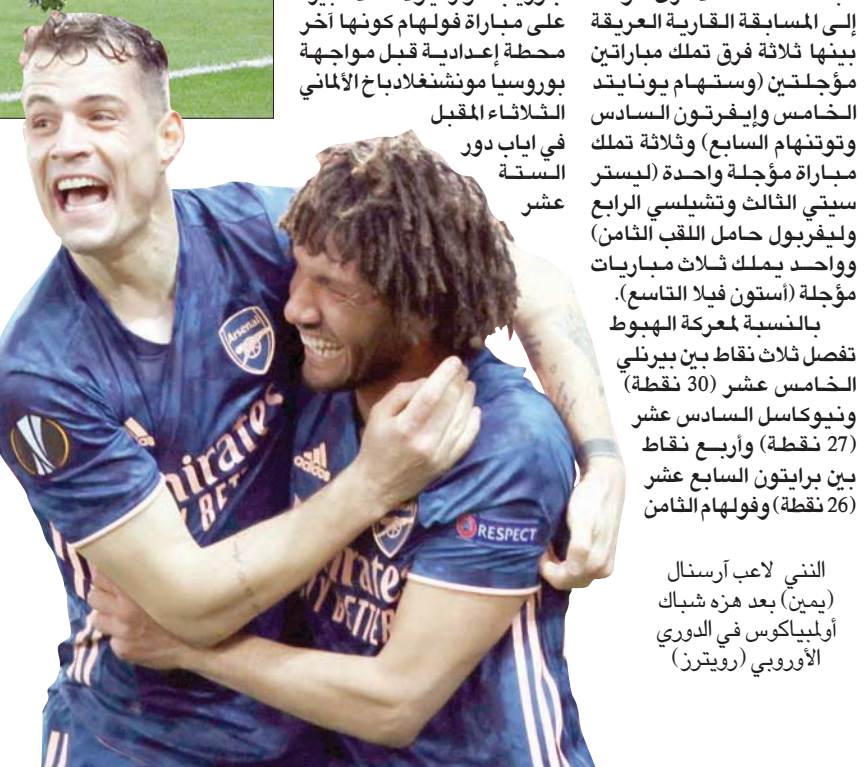 إلى المسابقة القارية العريقة
بينها ثلاثة فرق تملك مباراتين
مؤجلتين (وستهام يونايتد
الخامس وإيفرتون السادس
وتوتنهام السابع) وثلاثة تملك
مباراة مؤجلة واحدة (ليستر
سيتي الثالث وتشيلسي الرابع
وليفربول حامل اللقب الثامن)
وواحد يملك ثلاث مباريات
مؤجلة (أستون فيلا التاسع).
بالنسبة لمعركة الهبوط
تفصل ثلاث نقاط بين بيرنلي
الخامس عشر (30 نقطة)
ونيوكاسل السادس عشر
(27 نقطة) وأربع نقاط
بين برايتون السابع عشر
(26 نقطة) وفولهام الثامن
على مباراة فولهام كونها آخر
محطة إعدادية قبل مواجهة
بوروسيا مونشنغلادباخ الألماني
الثلاثاء المقبل
في اياب دور
الستة
عشر
النني لاعب آرسنال
(يمين) بعد هزه شباك
أولمبياكوس في الدوري
الأوروبي (رويترز)
Arsenal
adidas
RESPECT